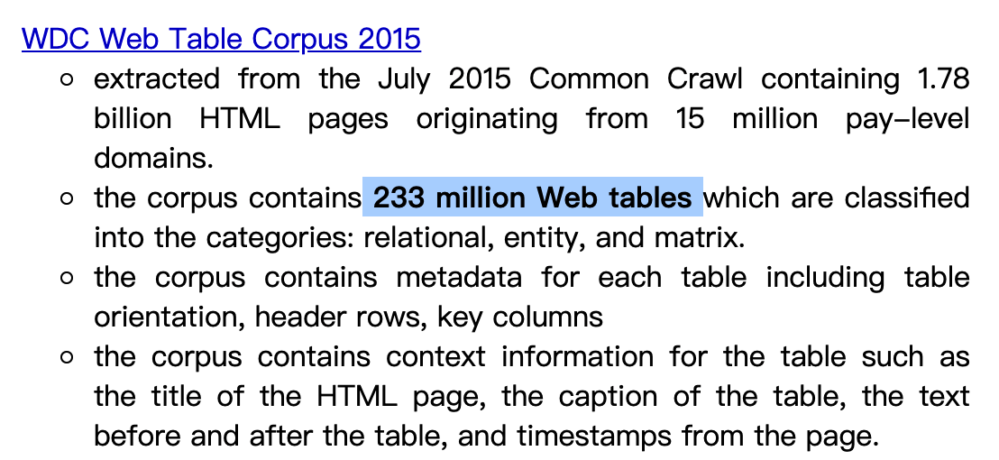 WDC Web Table Corpus 2015
○ extracted from the July 2015 Common Crawl containing 1.78
billion HTML pages originating from 15 million pay–level
domains.
○ the corpus contains 233 million Web tables which are classified
into the categories: relational, entity, and matrix.
○ the corpus contains metadata for each table including table
orientation, header rows, key columns
○ the corpus contains context information for the table such as
the title of the HTML page, the caption of the table, the text
before and after the table, and timestamps from the page.